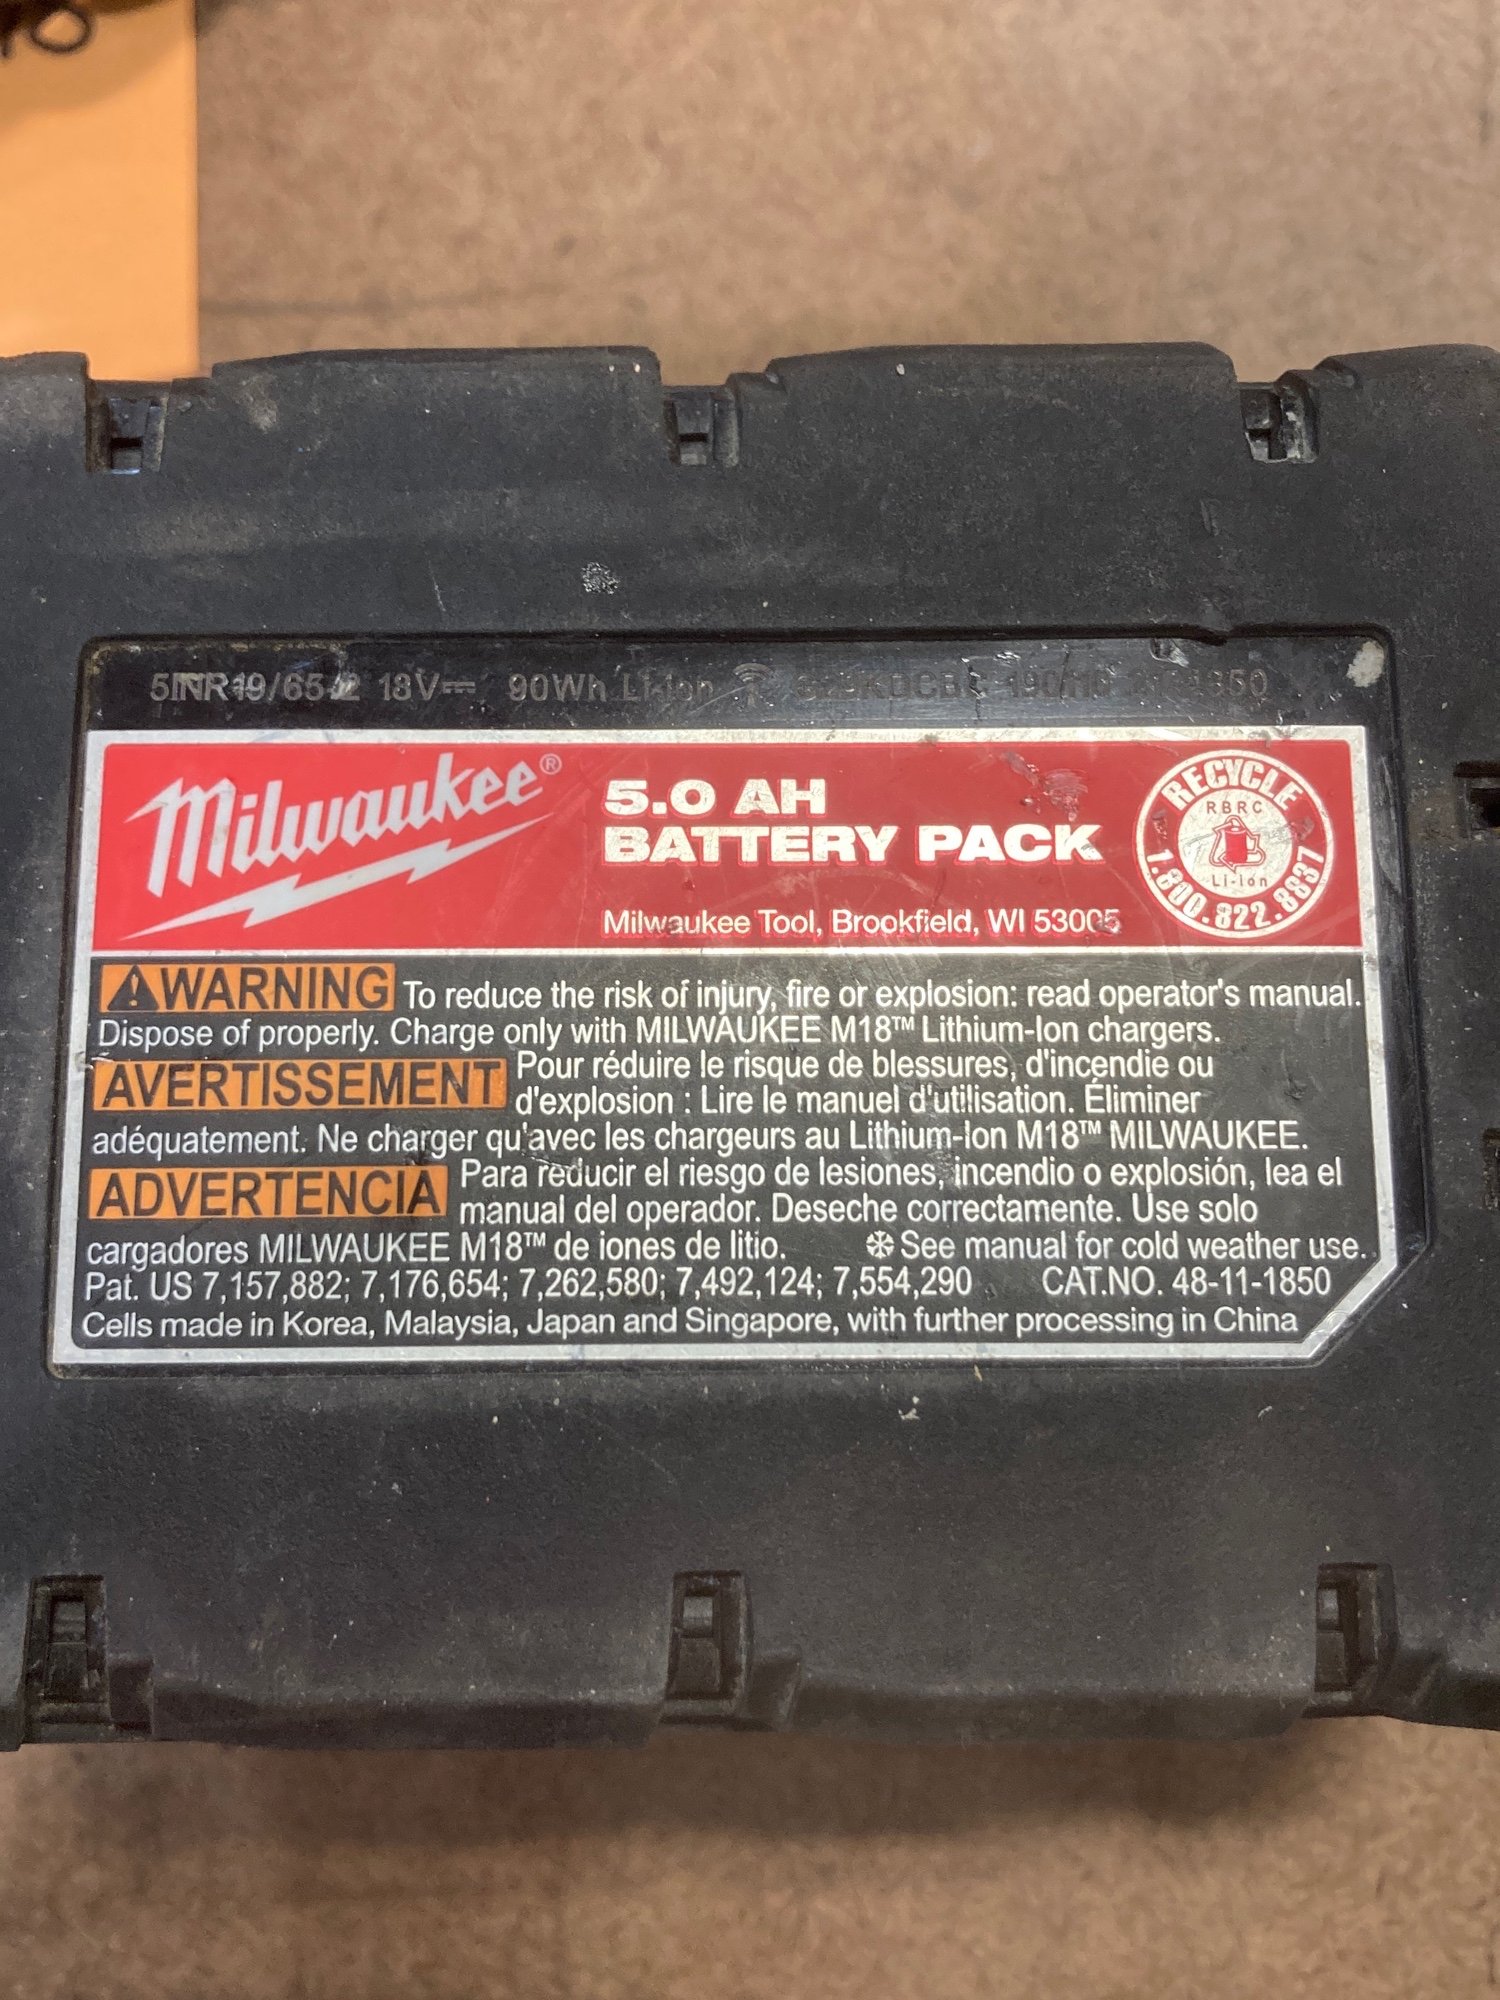 5INR19/65-2 18V 90Wh Li-Ion
Milwaukee®
5.0 AH
BATTERY PACK
Milwaukee Tool, Brookfield, WI 53005
RECYCLE
RBRC
Li-Ion
1.800.822.8837
WARNING To reduce the risk of injury, fire or explosion: read operator's manual.
Dispose of properly. Charge only with MILWAUKEE M18™ Lithium-Ion chargers.
AVERTISSEMENT Pour réduire le risque de blessures, d'incendie ou
d'explosion : Lire le manuel d'utilisation. Éliminer
adéquatement. Ne charger qu'avec les chargeurs au Lithium-Ion M18™ MILWAUKEE.
ADVERTENCIA Para reducir el riesgo de lesiones, incendio o explosión, lea el
manual del operador. Deseche correctamente. Use solo
cargadores MILWAUKEE M18™ de iones de litio. ❄ See manual for cold weather use.
Pat. US 7,157,882; 7,176,654; 7,262,580; 7,492,124; 7,554,290 CAT.NO. 48-11-1850
Cells made in Korea, Malaysia, Japan and Singapore, with further processing in China